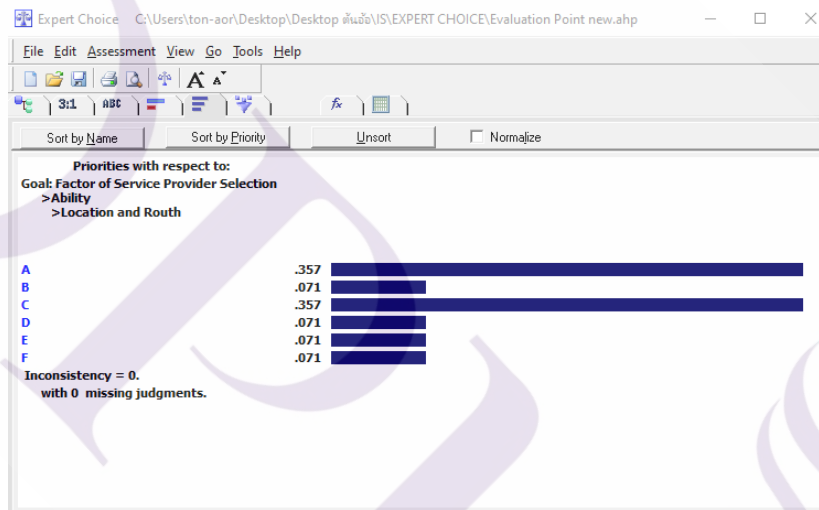 Expert Choice C:\Users\ton-aor\Desktop\Desktop ต้นอ้อ\IS\EXPERT CHOICE\Evaluation Point new.ahp
File Edit Assessment View Go Tools Help
A A
3:1 ABC fx
Sort by Name Sort by Priority Unsort Normalize
Priorities with respect to:
Goal: Factor of Service Provider Selection
>Ability
>Location and Routh
A .357
B .071
C .357
D .071
E .071
F .071
Inconsistency = 0.
with 0 missing judgments.